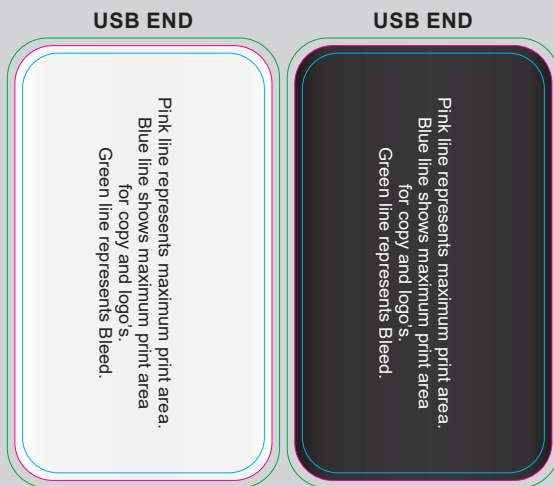 USB END
Pink line represents maximum print area.
Blue line shows maximum print area
for copy and logo's.
Green line represents Bleed.
USB END
Pink line represents maximum print area.
Blue line shows maximum print area
for copy and logo's.
Green line represents Bleed.